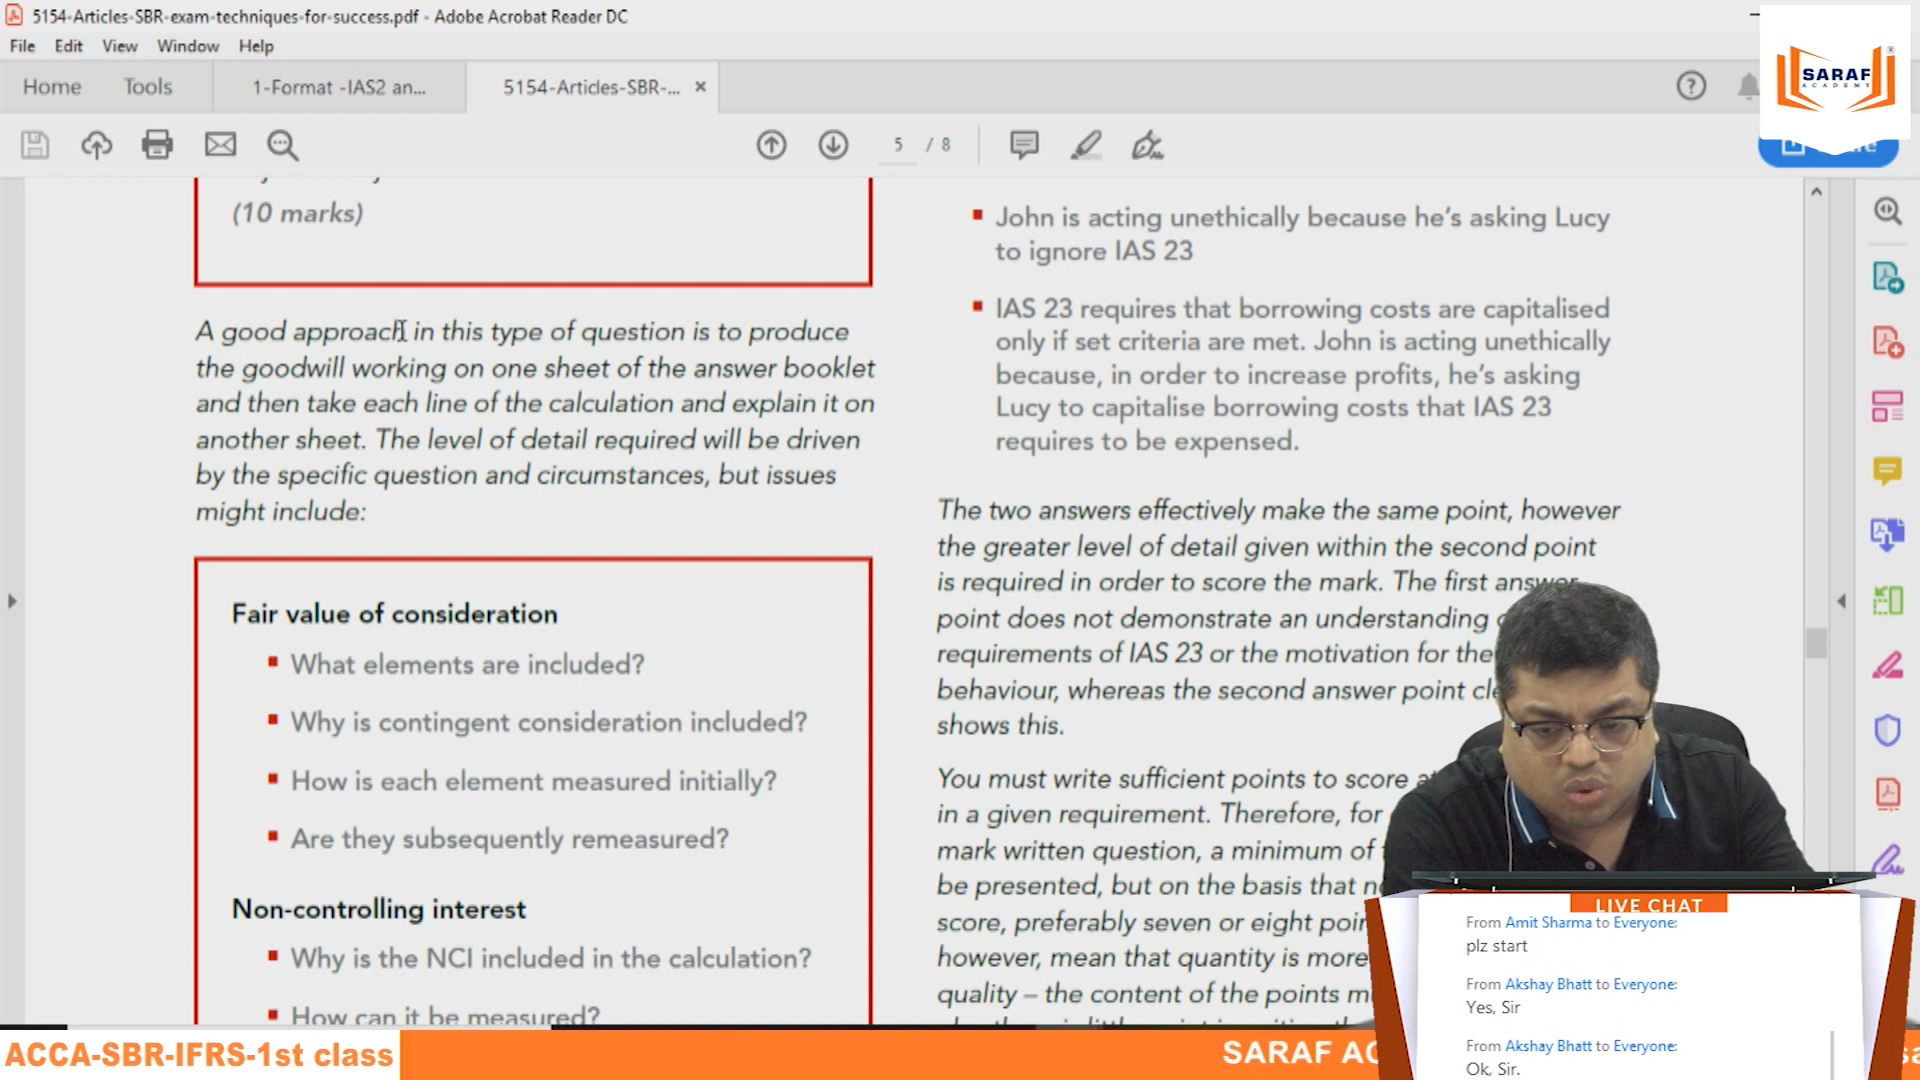 5154-Articles-SBR-exam-techniques-for-success.pdf - Adobe Acrobat Reader DC
File Edit View Window Help
Home Tools 1-Format -IAS2 an... 5154-Articles-SBR-... ×
SARAF
ACADEMY
5 / 8
(10 marks)
A good approach in this type of question is to produce
the goodwill working on one sheet of the answer booklet
and then take each line of the calculation and explain it on
another sheet. The level of detail required will be driven
by the specific question and circumstances, but issues
might include:
Fair value of consideration
What elements are included?
Why is contingent consideration included?
How is each element measured initially?
Are they subsequently remeasured?
Non-controlling interest
Why is the NCI included in the calculation?
How can it be measured?
John is acting unethically because he's asking Lucy
to ignore IAS 23
IAS 23 requires that borrowing costs are capitalised
only if set criteria are met. John is acting unethically
because, in order to increase profits, he's asking
Lucy to capitalise borrowing costs that IAS 23
requires to be expensed.
The two answers effectively make the same point, however
the greater level of detail given within the second point
is required in order to score the mark. The first answer
point does not demonstrate an understanding
requirements of IAS 23 or the motivation for the
behaviour, whereas the second answer point
shows this.
You must write sufficient points to score
in a given requirement. Therefore, for
mark written question, a minimum of
be presented, but on the basis that
score, preferably seven or eight
however, mean that quantity is more
quality – the content of the points
LIVE CHAT
From Amit Sharma to Everyone:
plz start
From Akshay Bhatt to Everyone:
Yes, Sir
From Akshay Bhatt to Everyone:
Ok, Sir.
ACCA-SBR-IFRS-1st class
SARAF